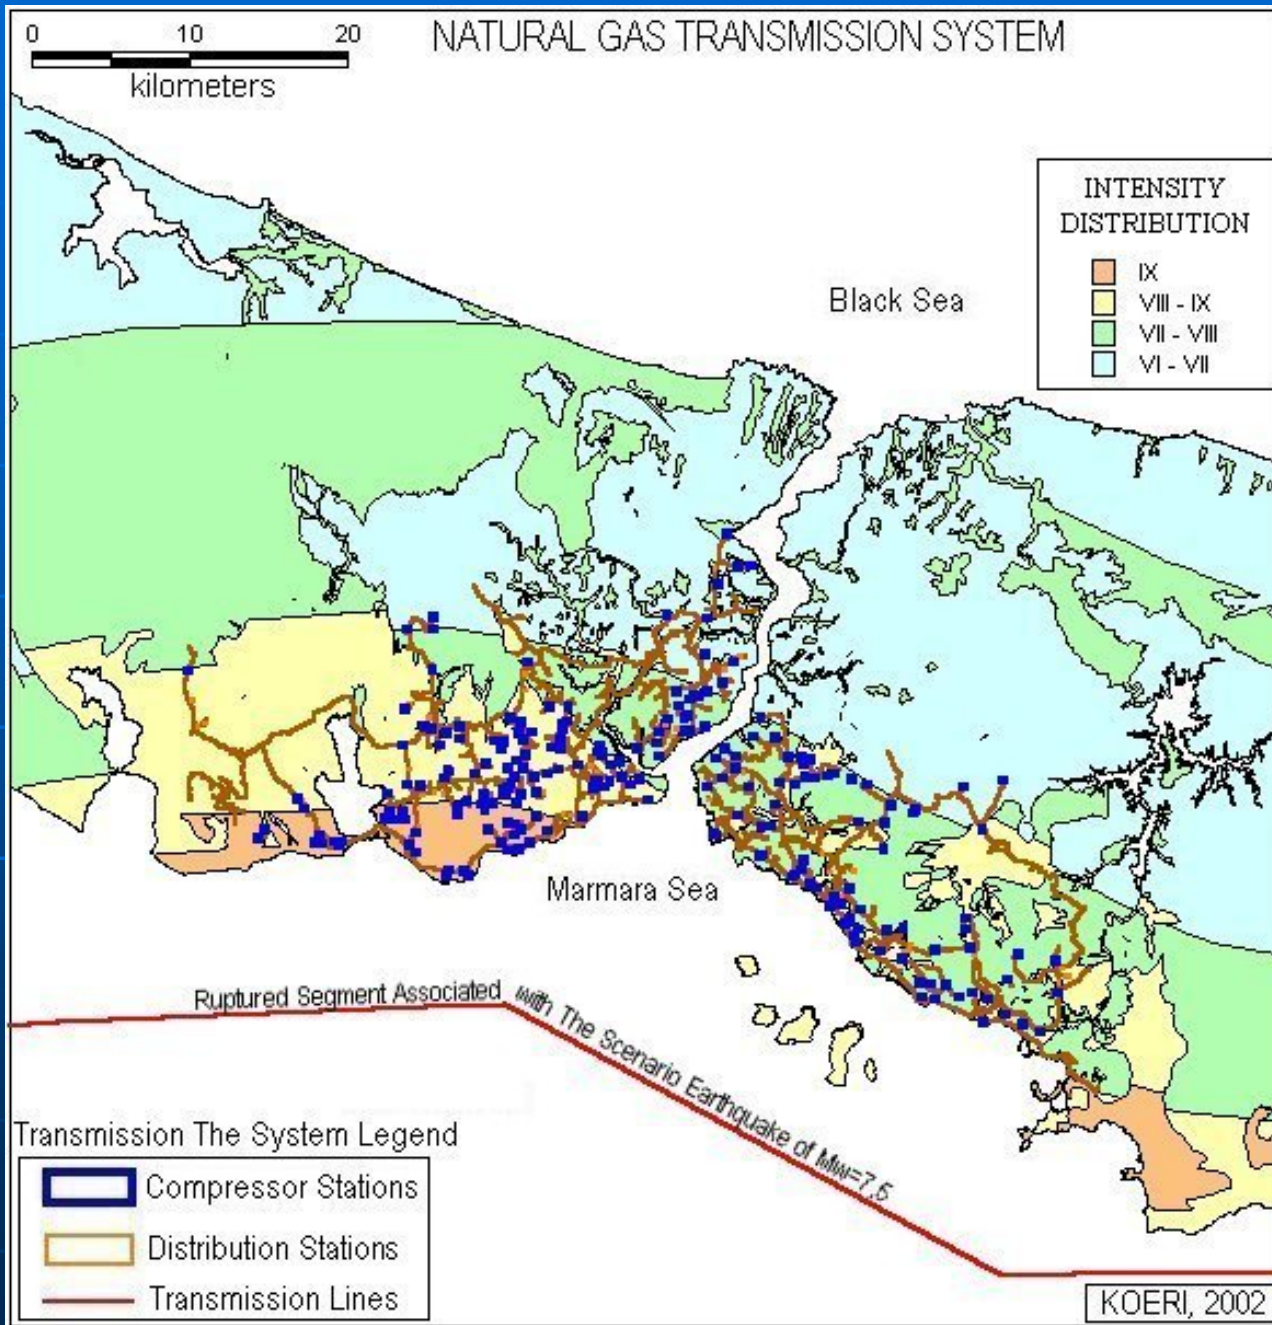 0 10 20
kilometers
NATURAL GAS TRANSMISSION SYSTEM
INTENSITY
DISTRIBUTION
IX
VIII - IX
VII - VIII
VI - VII
Black Sea
Marmara Sea
Ruptured Segment Associated with The Scenario Earthquake of Mw=7,5
Transmission The System Legend
Compressor Stations
Distribution Stations
Transmission Lines
KOERI, 2002